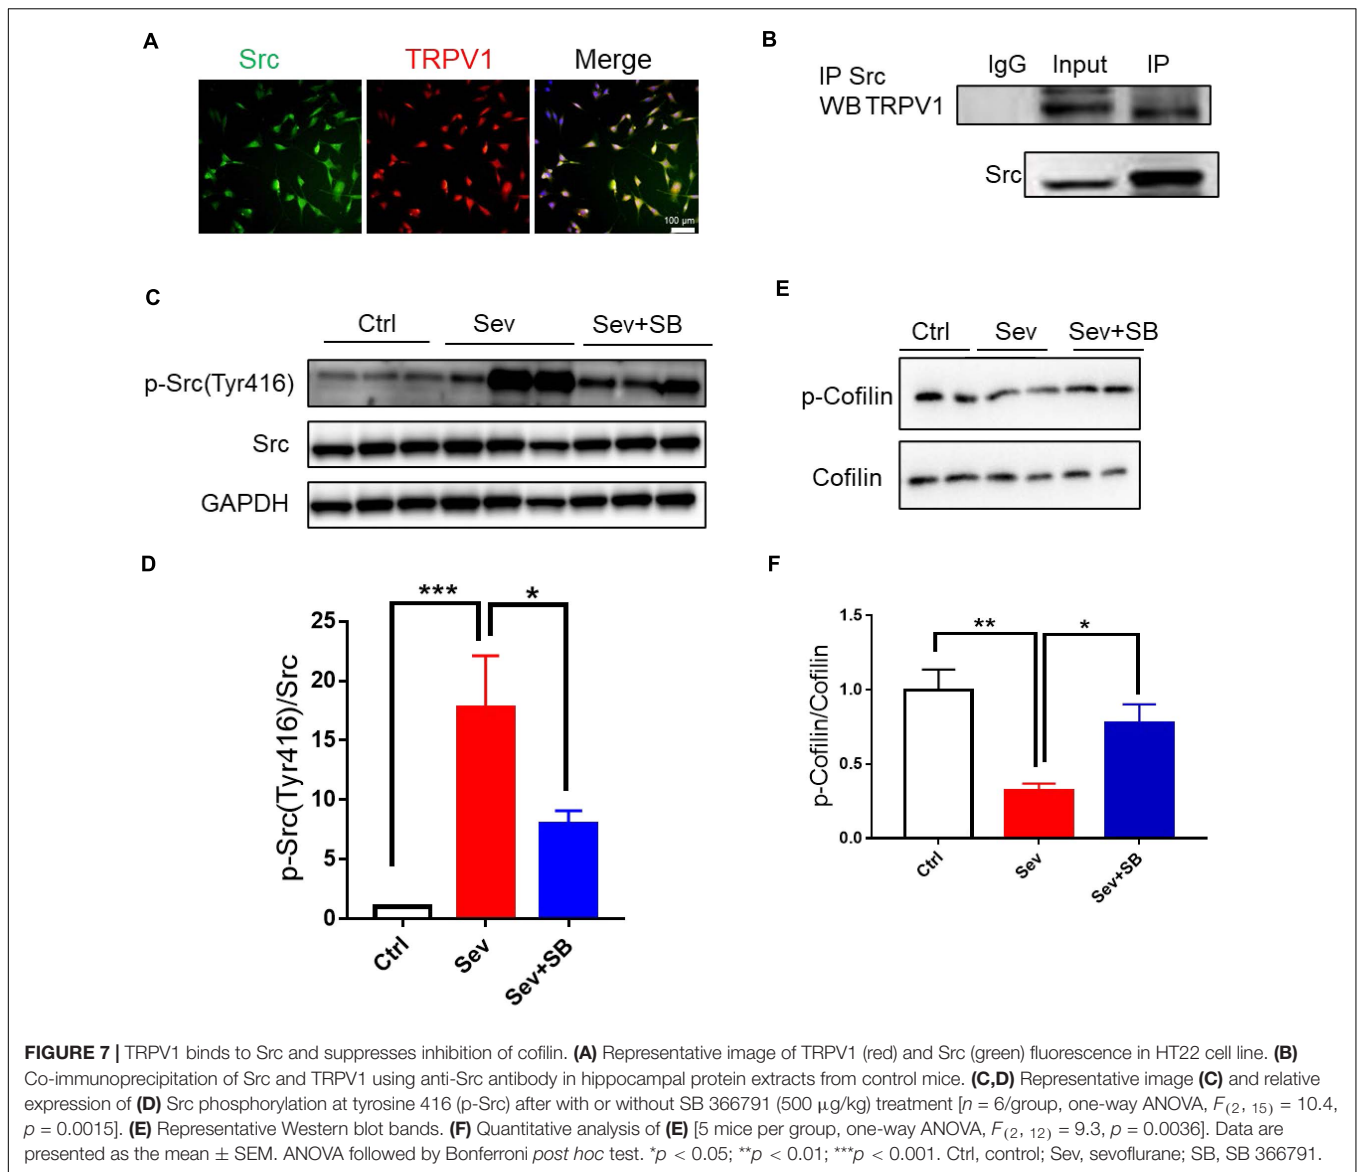 A
Src
TRPV1
Merge
100 µm
B
IP Src
WB TRPV1
IgG
Input
IP
Src
C
Ctrl
Sev
Sev+SB
p-Src(Tyr416)
Src
GAPDH
E
Ctrl
Sev
Sev+SB
p-Cofilin
Cofilin
D
***
*
p-Src(Tyr416)/Src
25
20
15
10
5
0
Ctrl
Sev
Sev+SB
F
**
*
p-Cofilin/Cofilin
1.5
1.0
0.5
0.0
Ctrl
Sev
Sev+SB
FIGURE 7 | TRPV1 binds to Src and suppresses inhibition of cofilin. (A) Representative image of TRPV1 (red) and Src (green) fluorescence in HT22 cell line. (B)
Co-immunoprecipitation of Src and TRPV1 using anti-Src antibody in hippocampal protein extracts from control mice. (C,D) Representative image (C) and relative
expression of (D) Src phosphorylation at tyrosine 416 (p-Src) after with or without SB 366791 (500 µg/kg) treatment [n = 6/group, one-way ANOVA, F(2, 15) = 10.4,
p = 0.0015]. (E) Representative Western blot bands. (F) Quantitative analysis of (E) [5 mice per group, one-way ANOVA, F(2, 12) = 9.3, p = 0.0036]. Data are
presented as the mean ± SEM. ANOVA followed by Bonferroni post hoc test. *p < 0.05; **p < 0.01; ***p < 0.001. Ctrl, control; Sev, sevoflurane; SB, SB 366791.